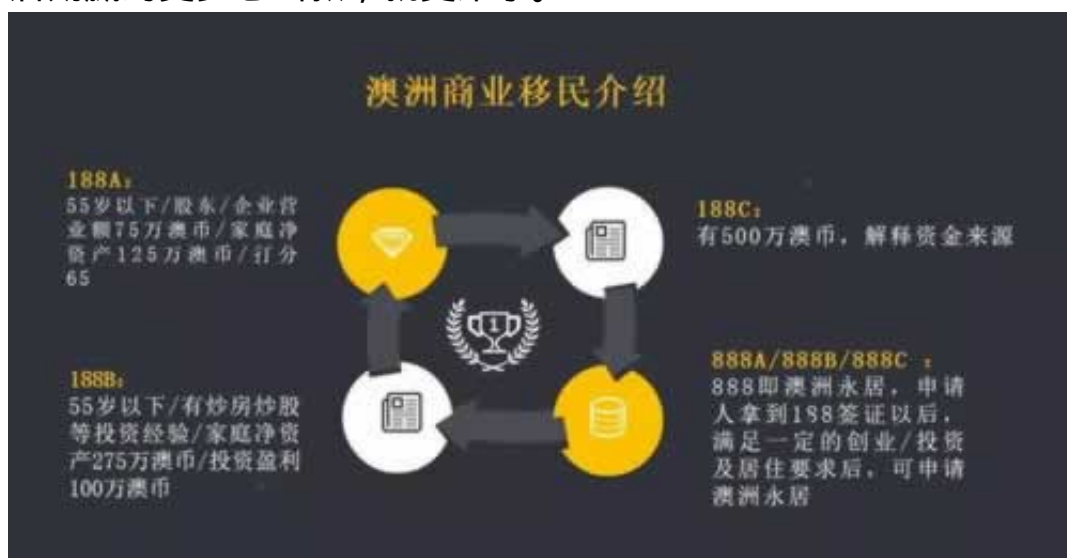 澳洲商业移民介绍
188A：
55岁以下/股东/企业营
业额75万澳币/家庭净
资产125万澳币/打分
65
188C：
有500万澳币，解释资金来源
188B：
55岁以下/有炒房炒股
等投资经验/家庭净资
产275万澳币/投资盈利
100万澳币
888A/888B/888C ：
888即澳洲永居，申请
人拿到188签证以后，
满足一定的创业/投资
及居住要求后，可申请
澳洲永居
1